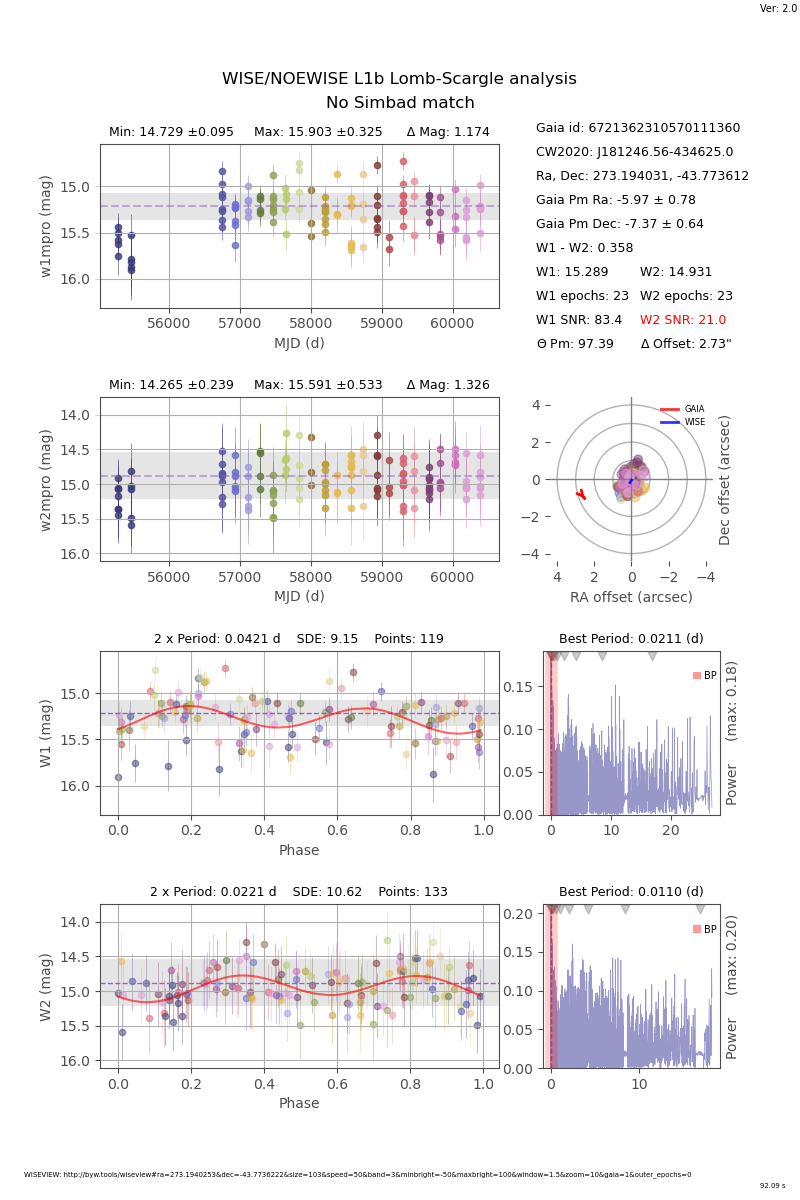 Ver: 2.0
WISE/NOEWISE L1b Lomb-Scargle analysis
No Simbad match
Min: 14.729 ±0.095 Max: 15.903 ±0.325 Δ Mag: 1.174
15.0
15.5
16.0
w1mpro (mag)
56000 57000 58000 59000 60000
MJD (d)
Gaia id: 6721362310570111360
CW2020: J181246.56-434625.0
Ra, Dec: 273.194031, -43.773612
Gaia Pm Ra: -5.97 ± 0.78
Gaia Pm Dec: -7.37 ± 0.64
W1 - W2: 0.358
W1: 15.289 W2: 14.931
W1 epochs: 23 W2 epochs: 23
W1 SNR: 83.4 W2 SNR: 21.0
Θ Pm: 97.39 Δ Offset: 2.73"
Min: 14.265 ±0.239 Max: 15.591 ±0.533 Δ Mag: 1.326
14.0
14.5
15.0
15.5
16.0
w2mpro (mag)
56000 57000 58000 59000 60000
MJD (d)
GAIA
WISE
4
2
0
−2
−4
4 2 0 −2 −4
RA offset (arcsec)
Dec offset (arcsec)
2 x Period: 0.0421 d SDE: 9.15 Points: 119
15.0
15.5
16.0
W1 (mag)
0.0 0.2 0.4 0.6 0.8 1.0
Phase
Best Period: 0.0211 (d)
BP
0.15
0.10
0.05
0.00
0 10 20
Power (max: 0.18)
2 x Period: 0.0221 d SDE: 10.62 Points: 133
14.0
14.5
15.0
15.5
16.0
W2 (mag)
0.0 0.2 0.4 0.6 0.8 1.0
Phase
Best Period: 0.0110 (d)
BP
0.20
0.15
0.10
0.05
0.00
0 10
Power (max: 0.20)
WISEVIEW: http://byw.tools/wiseview#ra=273.1940253&dec=-43.7736222&size=103&speed=50&band=3&minbright=-50&maxbright=100&window=1.5&zoom=10&gaia=1&outer_epochs=0
92.09 s